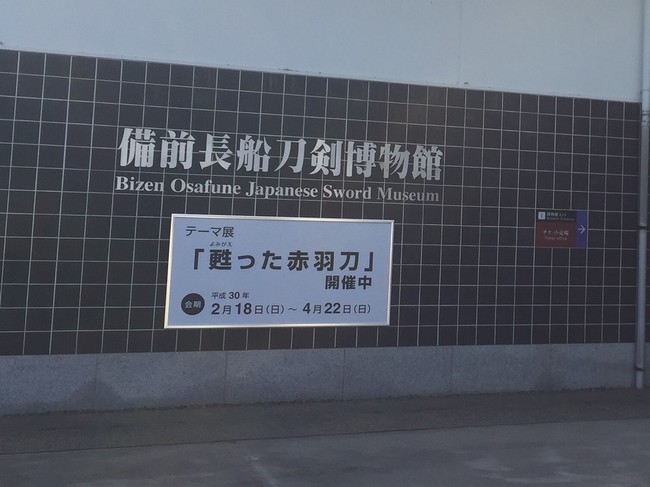 備前長船刀剣博物館
Bizen Osafune Japanese Sword Museum
テーマ展
よみがえ
「甦った赤羽刀」
開催中
会期
平成30年
2月18日(日)～4月22日(日)